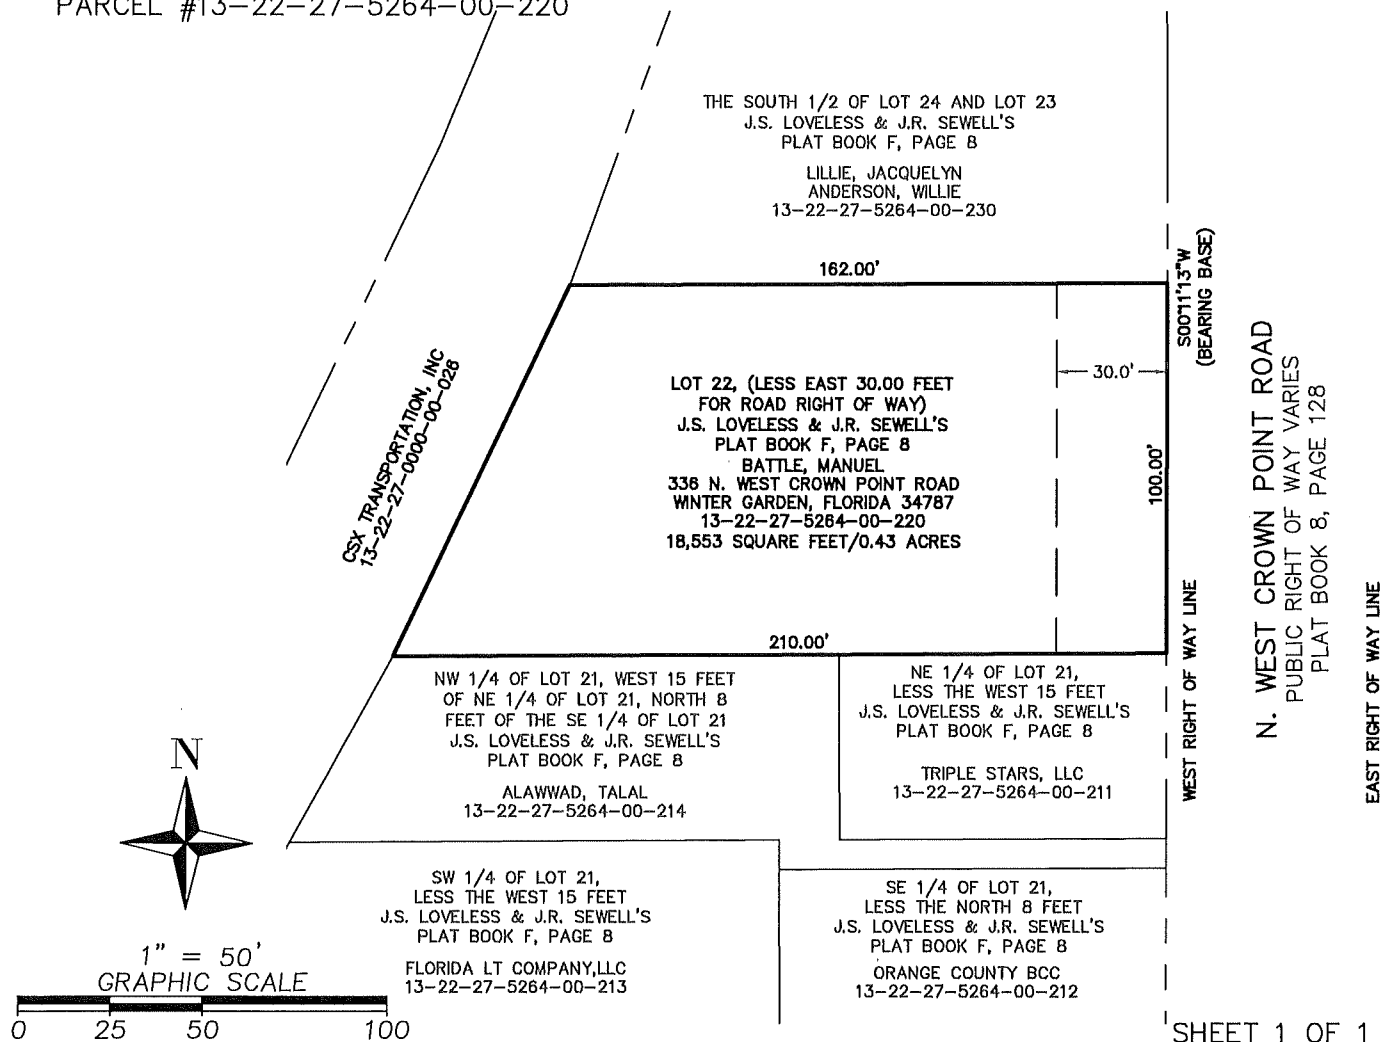 PARCEL #13-22-27-5264-00-220
THE SOUTH 1/2 OF LOT 24 AND LOT 23
J.S. LOVELESS & J.R. SEWELL'S
PLAT BOOK F, PAGE 8
LILLIE, JACQUELYN
ANDERSON, WILLIE
13-22-27-5264-00-230
162.00'
S00°11'13"W
(BEARING BASE)
30.0'
CSX TRANSPORTATION, INC
13-22-27-0000-00-026
LOT 22, (LESS EAST 30.00 FEET
FOR ROAD RIGHT OF WAY)
J.S. LOVELESS & J.R. SEWELL'S
PLAT BOOK F, PAGE 8
BATTLE, MANUEL
336 N. WEST CROWN POINT ROAD
WINTER GARDEN, FLORIDA 34787
13-22-27-5264-00-220
18,553 SQUARE FEET/0.43 ACRES
100.00'
N. WEST CROWN POINT ROAD
PUBLIC RIGHT OF WAY VARIES
PLAT BOOK 8, PAGE 128
WEST RIGHT OF WAY LINE
EAST RIGHT OF WAY LINE
210.00'
NW 1/4 OF LOT 21, WEST 15 FEET
OF NE 1/4 OF LOT 21, NORTH 8
FEET OF THE SE 1/4 OF LOT 21
J.S. LOVELESS & J.R. SEWELL'S
PLAT BOOK F, PAGE 8
ALAWWAD, TALAL
13-22-27-5264-00-214
NE 1/4 OF LOT 21,
LESS THE WEST 15 FEET
J.S. LOVELESS & J.R. SEWELL'S
PLAT BOOK F, PAGE 8
TRIPLE STARS, LLC
13-22-27-5264-00-211
N
SW 1/4 OF LOT 21,
LESS THE WEST 15 FEET
J.S. LOVELESS & J.R. SEWELL'S
PLAT BOOK F, PAGE 8
FLORIDA LT COMPANY,LLC
13-22-27-5264-00-213
SE 1/4 OF LOT 21,
LESS THE NORTH 8 FEET
J.S. LOVELESS & J.R. SEWELL'S
PLAT BOOK F, PAGE 8
ORANGE COUNTY BCC
13-22-27-5264-00-212
1" = 50'
GRAPHIC SCALE
0 25 50 100
SHEET 1 OF 1